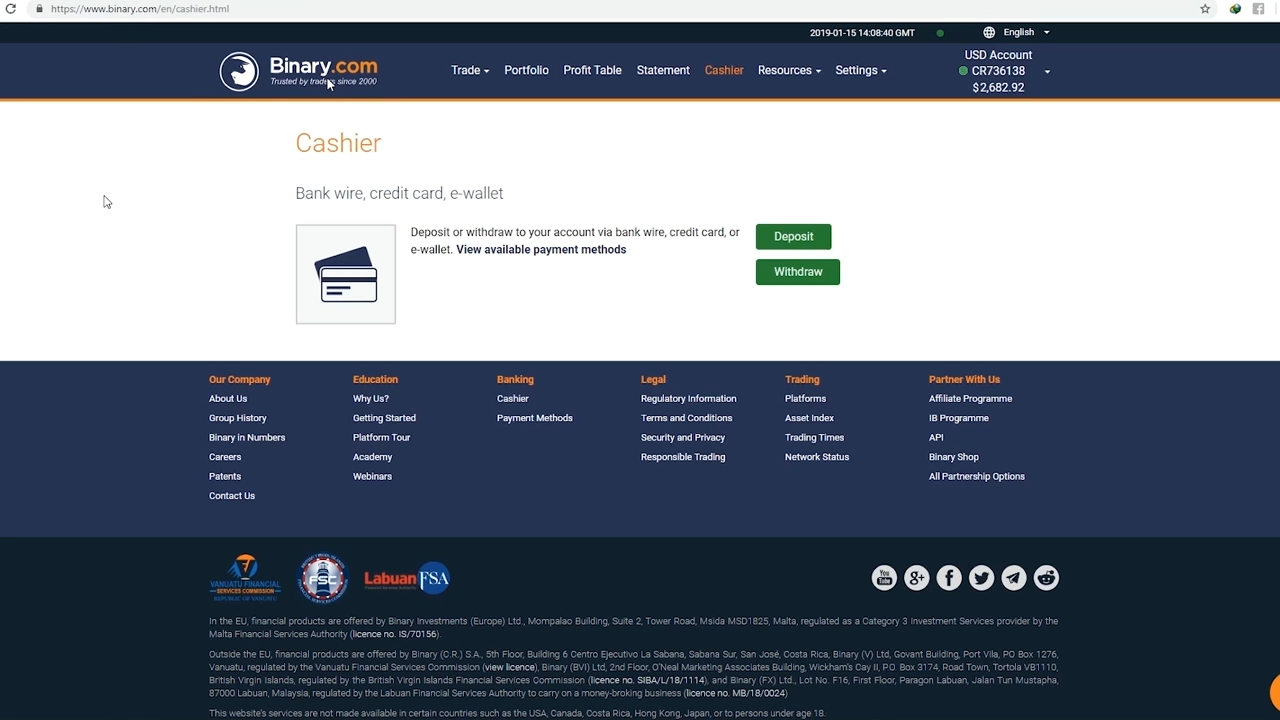 https://www.binary.com/en/cashier.html
2019-01-15 14:08:40 GMT
English
Binary.com
Trusted by traders since 2000
Trade
Portfolio
Profit Table
Statement
Cashier
Resources
Settings
USD Account
CR736138
$2,682.92
Cashier
Bank wire, credit card, e-wallet
Deposit or withdraw to your account via bank wire, credit card, or
e-wallet. View available payment methods
Deposit
Withdraw
Our Company
About Us
Group History
Binary in Numbers
Careers
Patents
Contact Us
Education
Why Us?
Getting Started
Platform Tour
Academy
Webinars
Banking
Cashier
Payment Methods
Legal
Regulatory Information
Terms and Conditions
Security and Privacy
Responsible Trading
Trading
Platforms
Asset Index
Trading Times
Network Status
Partner With Us
Affiliate Programme
IB Programme
API
Binary Shop
All Partnership Options
VANUATU FINANCIAL
SERVICES COMMISSION
REPUBLIC OF VANUATU
FSC
Labuan FSA
You
Tube
In the EU, financial products are offered by Binary Investments (Europe) Ltd., Mompalao Building, Suite 2, Tower Road, Msida MSD1825, Malta, regulated as a Category 3 Investment Services provider by the
Malta Financial Services Authority (licence no. IS/70156).
Outside the EU, financial products are offered by Binary (C.R.) S.A., 5th Floor, Building 6 Centro Ejecutivo La Sabana, Sabana Sur, San José, Costa Rica, Binary (V) Ltd, Govant Building, Port Vila, PO Box 1276,
Vanuatu, regulated by the Vanuatu Financial Services Commission (view licence), Binary (BVI) Ltd, 2nd Floor, O'Neal Marketing Associates Building, Wickham's Cay II, P.O. Box 3174, Road Town, Tortola VB1110,
British Virgin Islands, regulated by the British Virgin Islands Financial Services Commission (licence no. SIBA/L/18/1114), and Binary (FX) Ltd., Lot No. F16, First Floor, Paragon Labuan, Jalan Tun Mustapha,
87000 Labuan, Malaysia, regulated by the Labuan Financial Services Authority to carry on a money-broking business (licence no. MB/18/0024)
This website's services are not made available in certain countries such as the USA, Canada, Costa Rica, Hong Kong, Japan, or to persons under age 18.